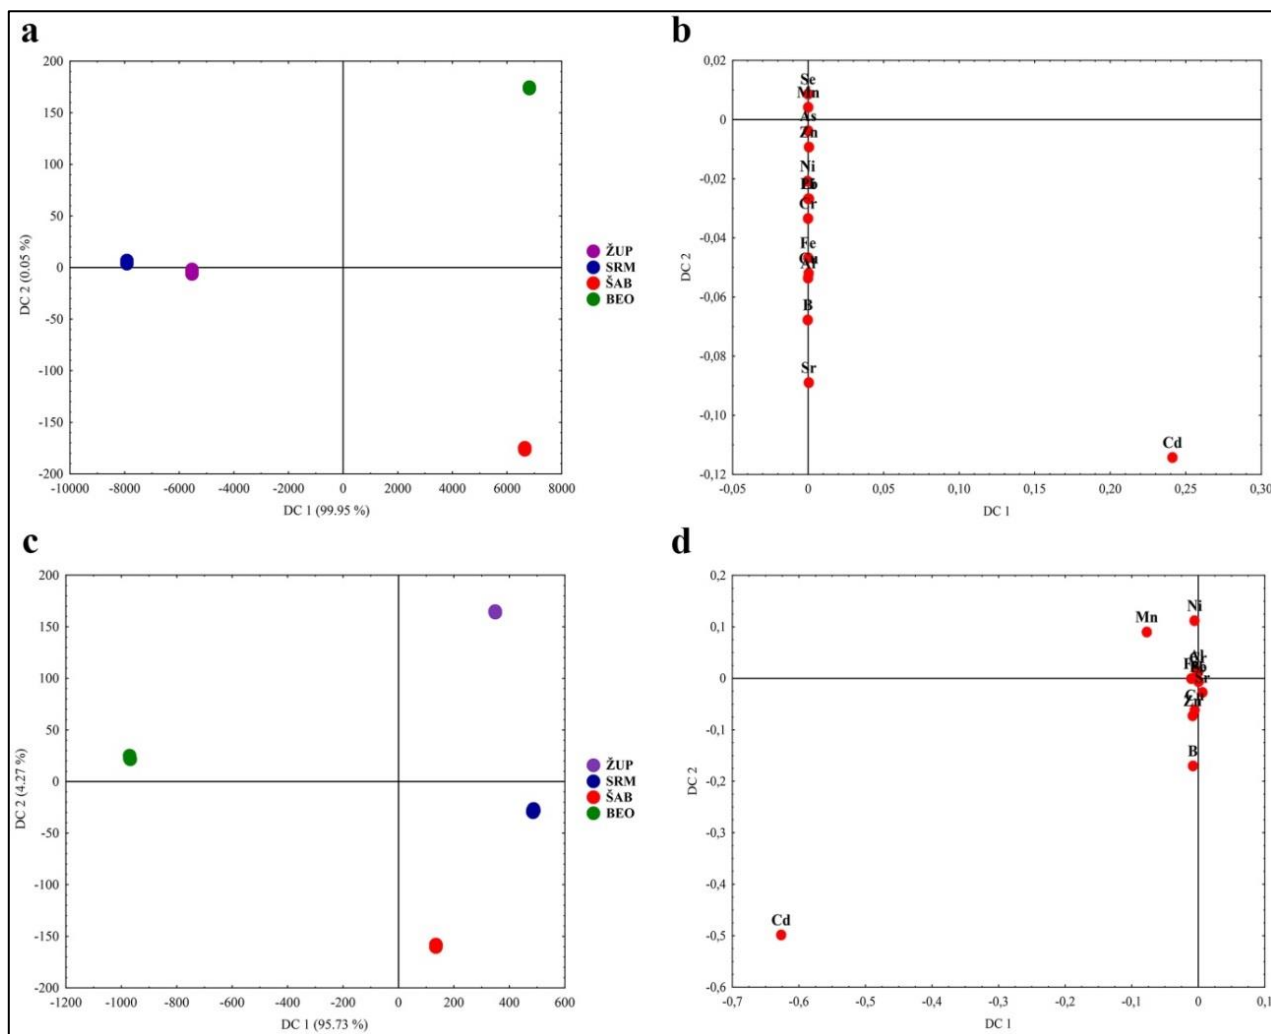 a
200
150
100
50
0
-50
-100
-150
-200
-10000 -8000 -6000 -4000 -2000 0 2000 4000 6000 8000
DC 1 (99.95 %)
DC 2 (0.05 %)
ŽUP
SRM
ŠAB
BEO
b
0,02
0
-0,02
-0,04
-0,06
-0,08
-0,10
-0,12
-0,05 0 0,05 0,10 0,15 0,20 0,25 0,30
DC 1
DC 2
Se
Mn
As
Zn
Ni
Cr
Fe
B
Sr
Cd
c
200
150
100
50
0
-50
-100
-150
-200
-1200 -1000 -800 -600 -400 -200 0 200 400 600
DC 1 (95.73 %)
DC 2 (4.27 %)
ŽUP
SRM
ŠAB
BEO
d
0,2
0,1
0
-0,1
-0,2
-0,3
-0,4
-0,5
-0,6
-0,7 -0,6 -0,5 -0,4 -0,3 -0,2 -0,1 0 0,1
DC 1
DC 2
Ni
Mn
Sr
Zn
B
Cd